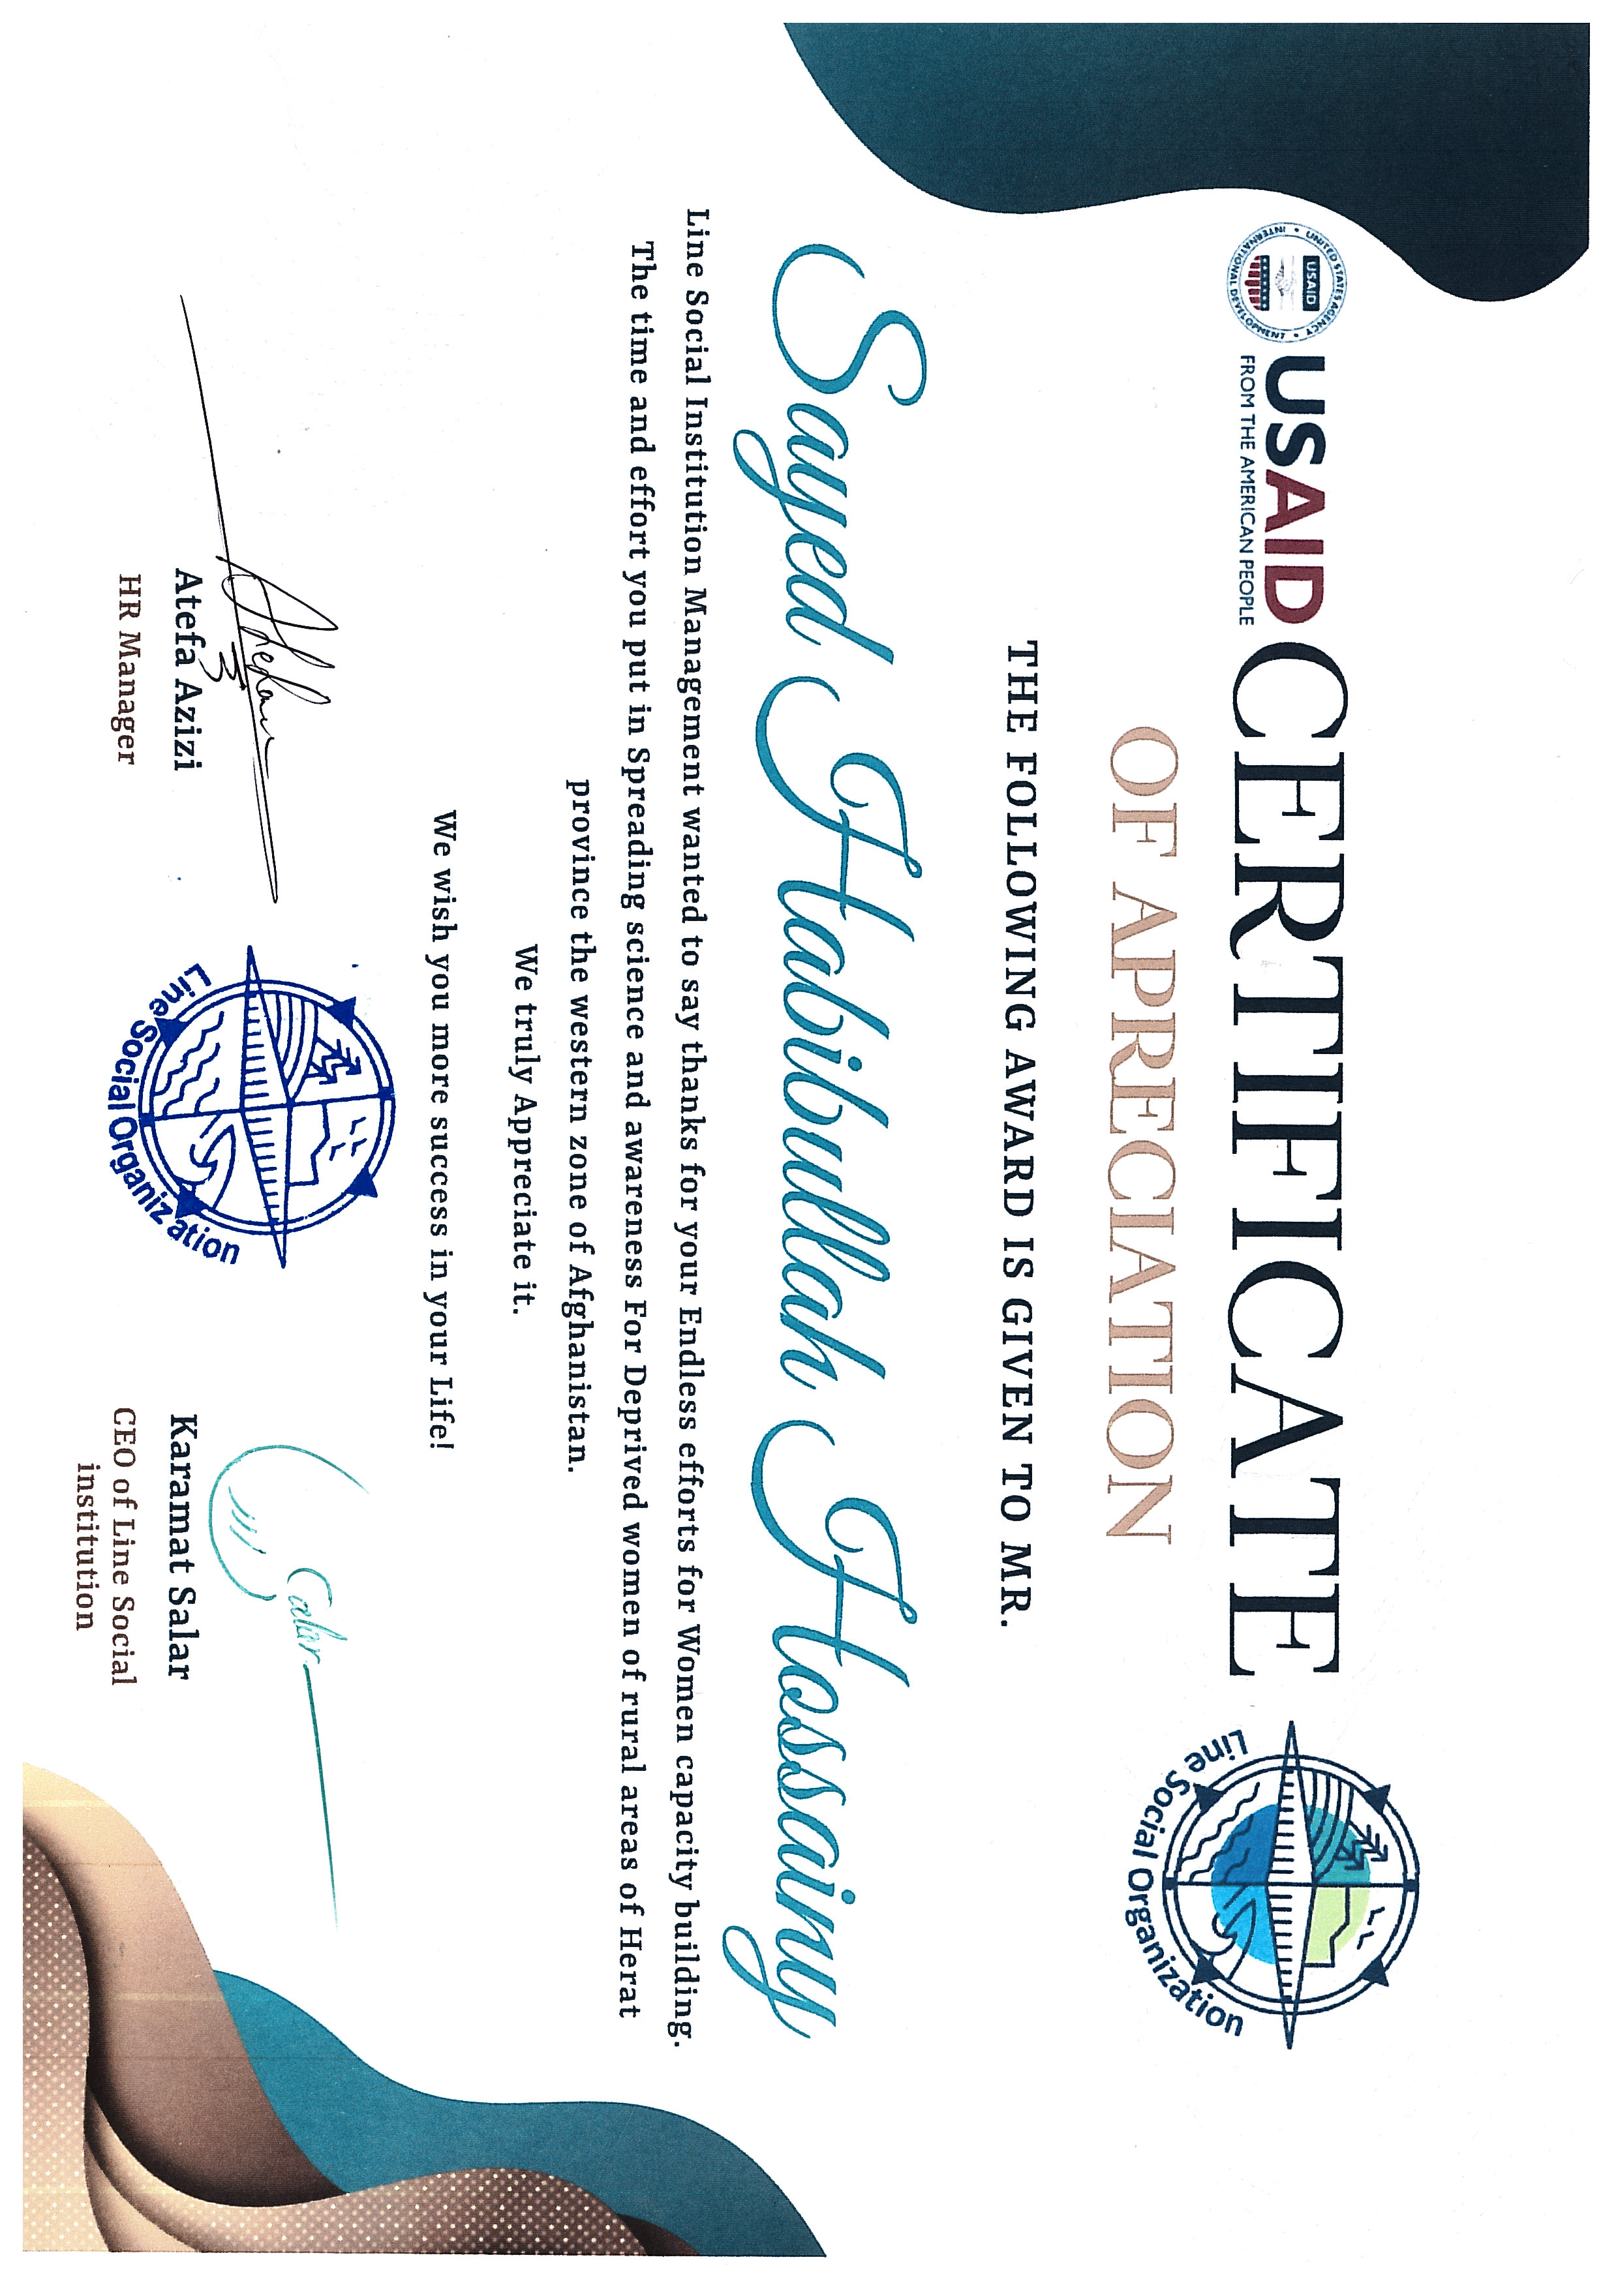 UNITED STATES AGENCY
INTERNATIONAL DEVELOPMENT
USAID
USAID
FROM THE AMERICAN PEOPLE
CERTIFICATE
Line Social Organization
OF APRECIATION
THE FOLLOWING AWARD IS GIVEN TO MR.
Sayed Habibullah Hossainy
Line Social Institution Management wanted to say thanks for your Endless efforts for Women capacity building.
The time and effort you put in Spreading science and awareness For Deprived women of rural areas of Herat
province the western zone of Afghanistan.
We truly Appreciate it.
We wish you more success in your Life!
Salar
Atefa Azizi
HR Manager
Line Social Organization
Karamat Salar
CEO of Line Social
institution